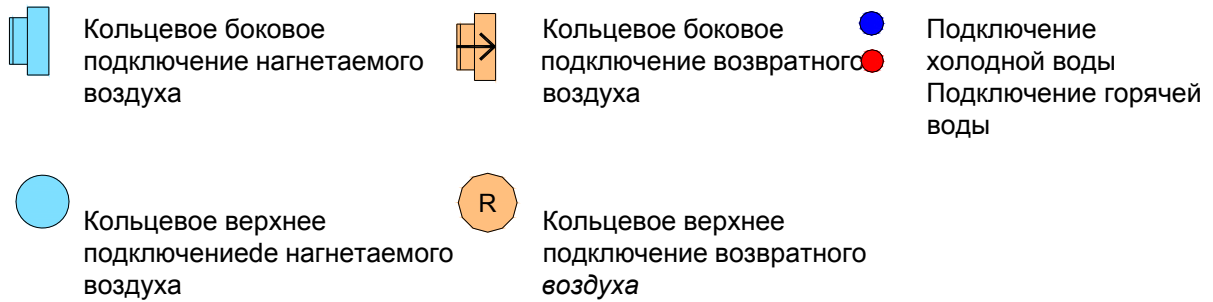 Кольцевое боковое
подключение нагнетаемого
воздуха
Кольцевое боковое
подключение возвратного
воздуха
Подключение
холодной воды
Подключение горячей
воды
Кольцевое верхнее
подключениеde нагнетаемого
воздуха
R
Кольцевое верхнее
подключение возвратного
воздуха